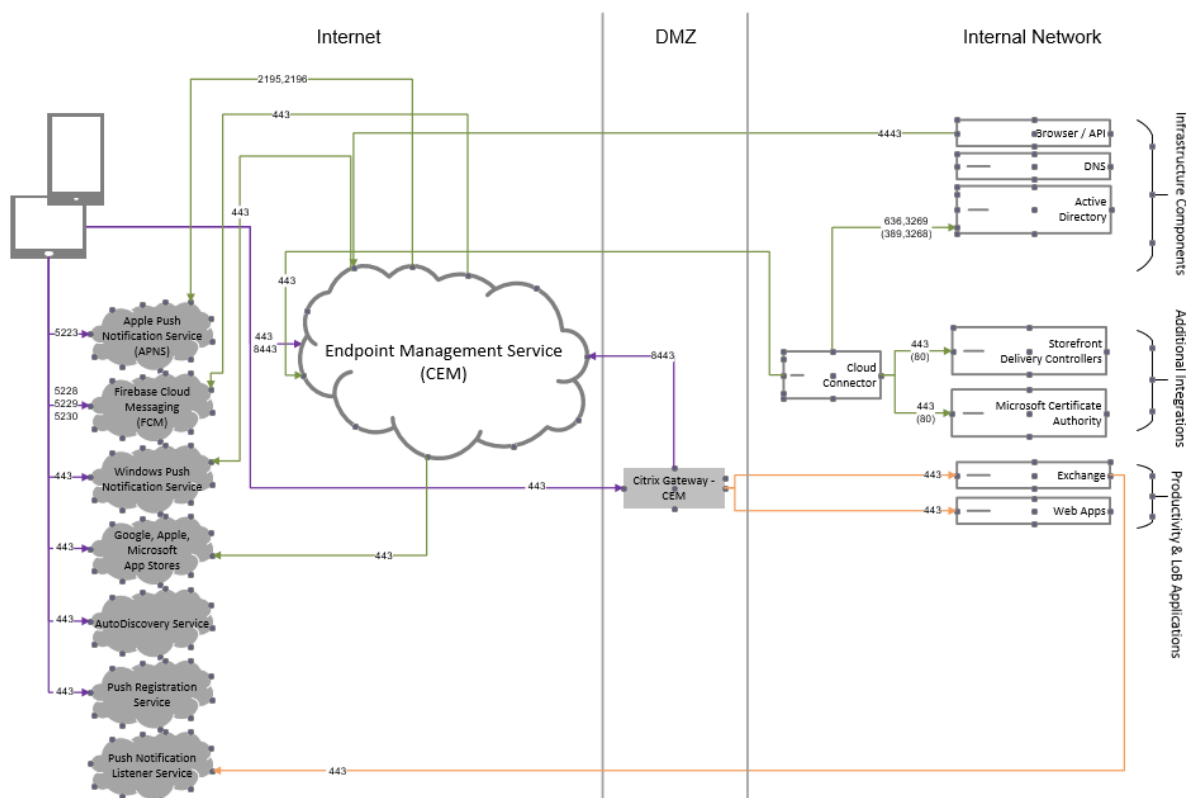 Internet
DMZ
Internal Network
2195,2196
443
4443
Browser / API
DNS
Active
Directory
Infrastructure Components
443
636,3269
(389,3268)
443
443
8443
5223
Apple Push
Notification Service
(APNS)
Endpoint Management Service
(CEM)
8443
Cloud
Connector
443
(80)
Storefront
Delivery Controllers
Additional Integrations
5228
5229
5230
Firebase Cloud
Messaging
(FCM)
443
(80)
Microsoft Certificate
Authority
443
Windows Push
Notification Service
443
Citrix Gateway -
CEM
443
Exchange
443
Web Apps
Productivity & LoB Applications
443
Google, Apple,
Microsoft
App Stores
443
443
AutoDiscovery Service
443
Push Registration
Service
Push Notification
Listener Service
443